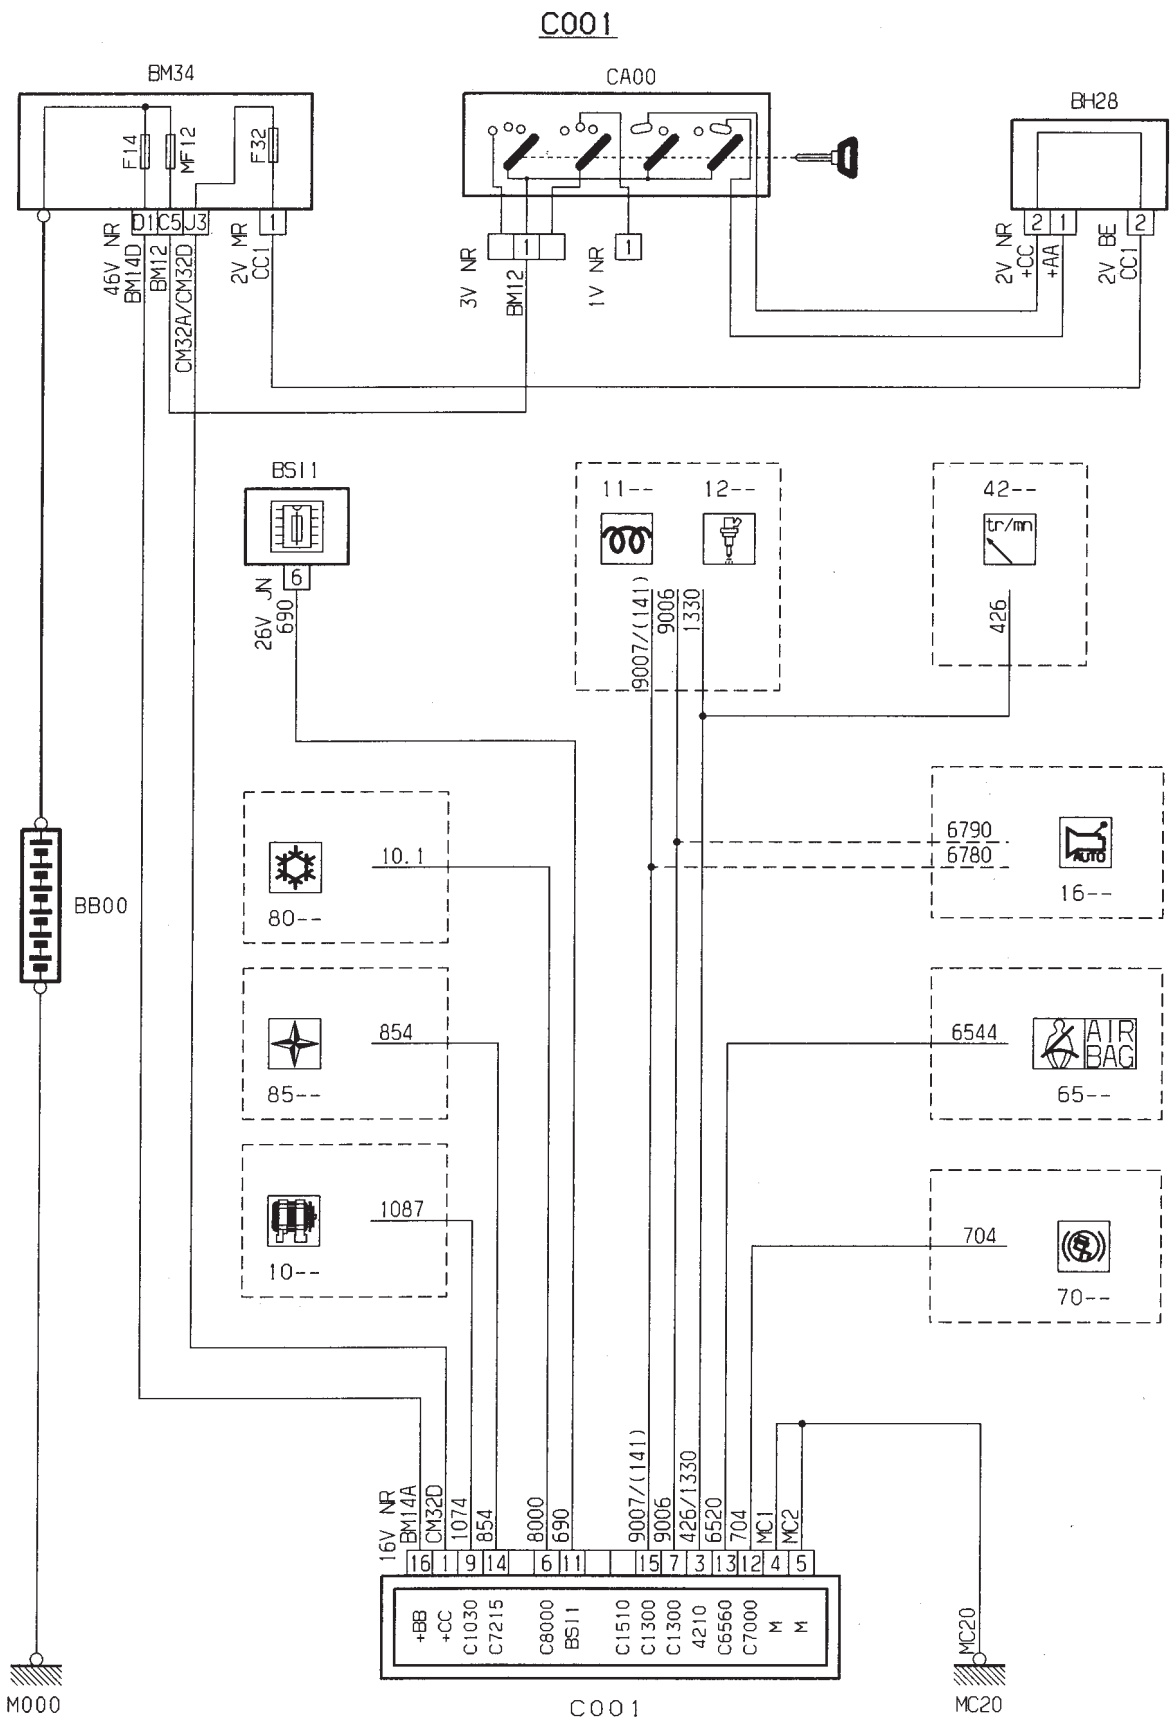 C001
BM34
CA00
BH28
F14
MF12
F32
D1 C5 J3
1
46V NR
BM14D
BM12
CM32A/CM32D
2V MR
CC1
1
3V NR
BM12
1
1V NR
2 1
2
2V NR
+CC
+AA
2V BE
CC1
BSI1
6
26V JN
690
11--
12--
9007/(141)
9006
1330
42--
tr/mn
426
BB00
10.1
80--
854
85--
1087
10--
6790
6780
AUTO
16--
6544
AIR
BAG
65--
704
70--
16V NR
BM14A
CM32D
1074
854
8000
690
9007/(141)
9006
426/1330
6520
704
MC1
MC2
16 1 9 14 6 11 15 7 3 13 12 4 5
+BB
+CC
C1030
C7215
C8000
BSI1
C1510
C1300
C1300
4210
C6560
C7000
M
M
C001
M000
MC20
MC20